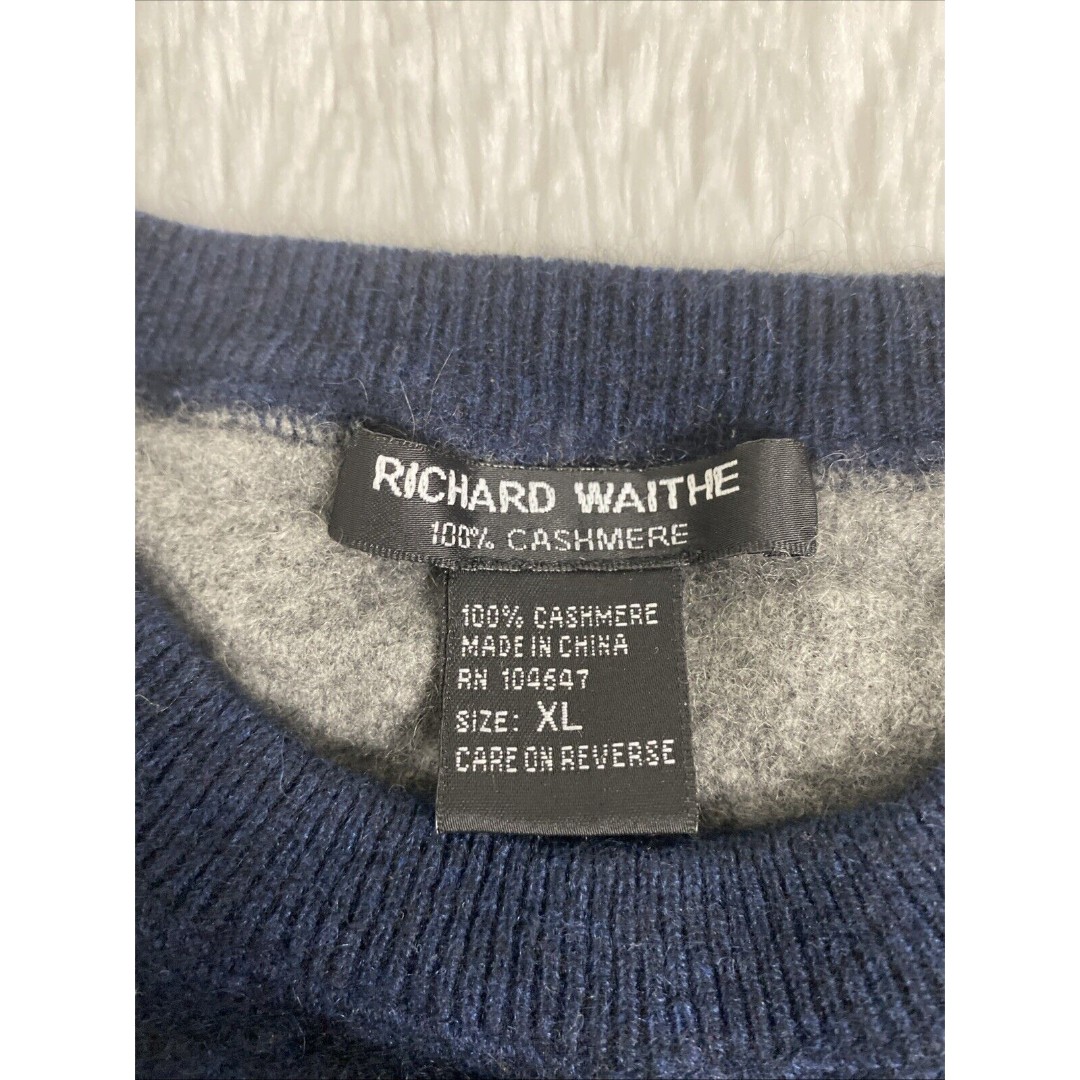 RICHARD WAITHE
100% CASHMERE
100% CASHMERE
MADE IN CHINA
RN 104647
SIZE: XL
CARE ON REVERSE